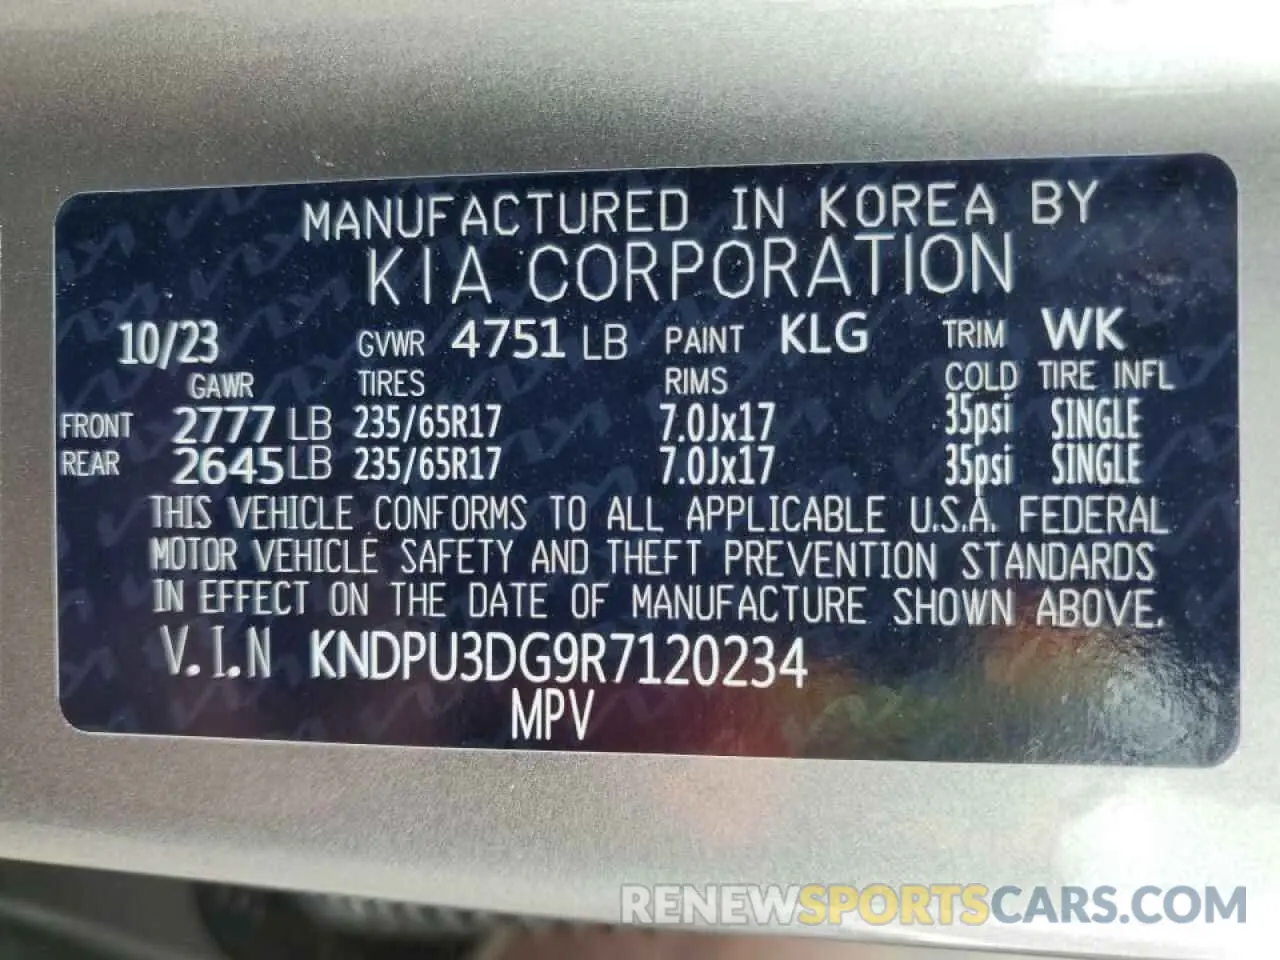 MANUFACTURED IN KOREA BY
KIA CORPORATION
10/23 GVWR 4751 LB PAINT KLG TRIM WK
GAWR TIRES RIMS COLD TIRE INFL
FRONT 2777 LB 235/65R17 7.0Jx17 35psi SINGLE
REAR 2645 LB 235/65R17 7.0Jx17 35psi SINGLE
THIS VEHICLE CONFORMS TO ALL APPLICABLE U.S.A. FEDERAL
MOTOR VEHICLE SAFETY AND THEFT PREVENTION STANDARDS
IN EFFECT ON THE DATE OF MANUFACTURE SHOWN ABOVE.
V.I.N KNDPU3DG9R7120234
MPV
RENEWSPORTSCARS.COM